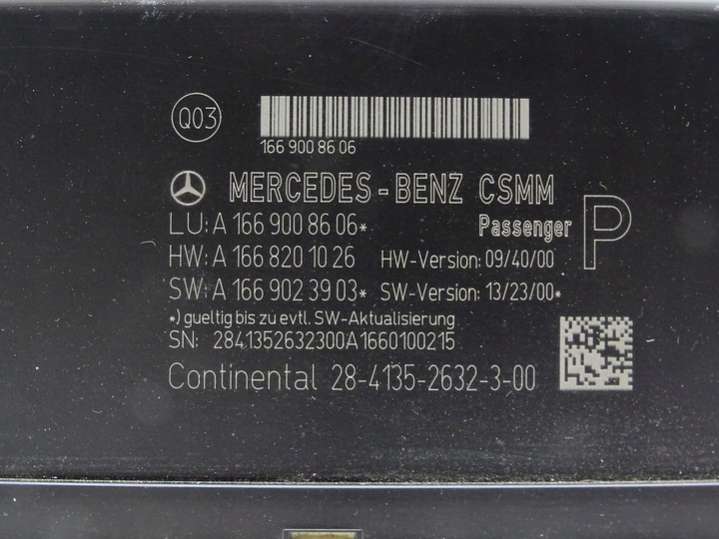 Q03
166 900 86 06
MERCEDES-BENZ CSMM
LU: A 166 900 86 06* Passenger P
HW: A 166 820 10 26 HW-Version: 09/40/00
SW: A 166 902 39 03* SW-Version: 13/23/00*
*) gueltig bis zu evtl. SW-Aktualisierung
SN: 2841352632300A1660100215
Continental 28-4135-2632-3-00